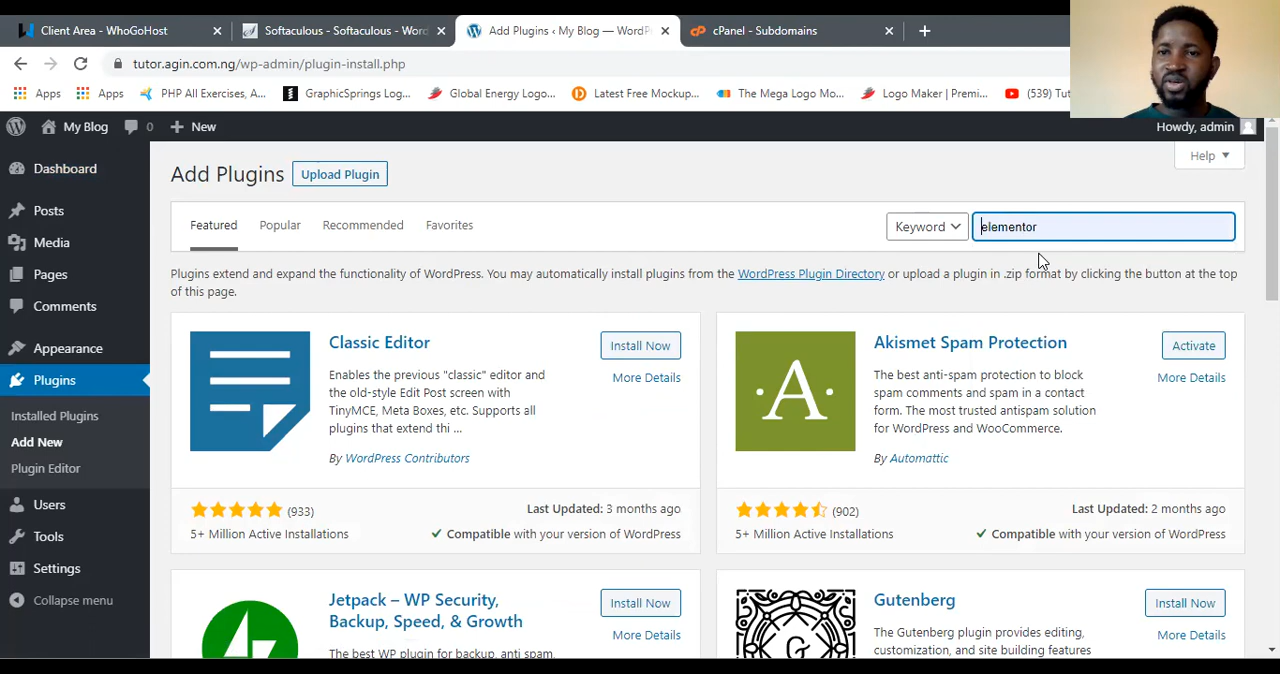 Client Area - WhoGoHost
Softaculous - Softaculous - Word
Add Plugins ‹ My Blog — WordP
cPanel - Subdomains
tutor.agin.com.ng/wp-admin/plugin-install.php
Apps
Apps
PHP All Exercises, A...
GraphicSprings Log...
Global Energy Logo...
Latest Free Mockup...
The Mega Logo Mo...
Logo Maker | Premi...
(539) Tut
My Blog
0
New
Howdy, admin
Dashboard
Posts
Media
Pages
Comments
Appearance
Plugins
Installed Plugins
Add New
Plugin Editor
Users
Tools
Settings
Collapse menu
Add Plugins
Upload Plugin
Help
Featured
Popular
Recommended
Favorites
Keyword
elementor
Plugins extend and expand the functionality of WordPress. You may automatically install plugins from the WordPress Plugin Directory or upload a plugin in .zip format by clicking the button at the top
of this page.
Classic Editor
Install Now
More Details
Enables the previous "classic" editor and
the old-style Edit Post screen with
TinyMCE, Meta Boxes, etc. Supports all
plugins that extend thi ...
By WordPress Contributors
(933)
Last Updated: 3 months ago
5+ Million Active Installations
Compatible with your version of WordPress
A
Akismet Spam Protection
Activate
More Details
The best anti-spam protection to block
spam comments and spam in a contact
form. The most trusted antispam solution
for WordPress and WooCommerce.
By Automattic
(902)
Last Updated: 2 months ago
5+ Million Active Installations
Compatible with your version of WordPress
Jetpack – WP Security,
Backup, Speed, & Growth
Install Now
More Details
The best WP plugin for backup, anti spam,
G
Gutenberg
Install Now
More Details
The Gutenberg plugin provides editing,
customization, and site building features